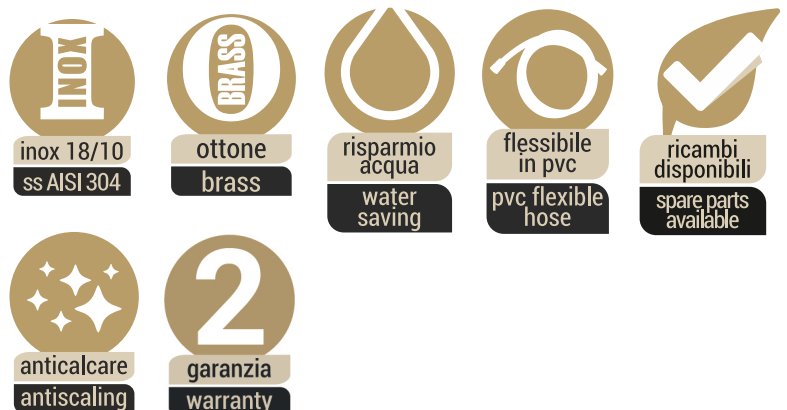 INOX
inox 18/10
ss AISI 304
BRASS
ottone
brass
risparmio
acqua
water
saving
flessibile
in pvc
pvc flexible
hose
ricambi
disponibili
spare parts
available
anticalcare
antiscaling
2
garanzia
warranty